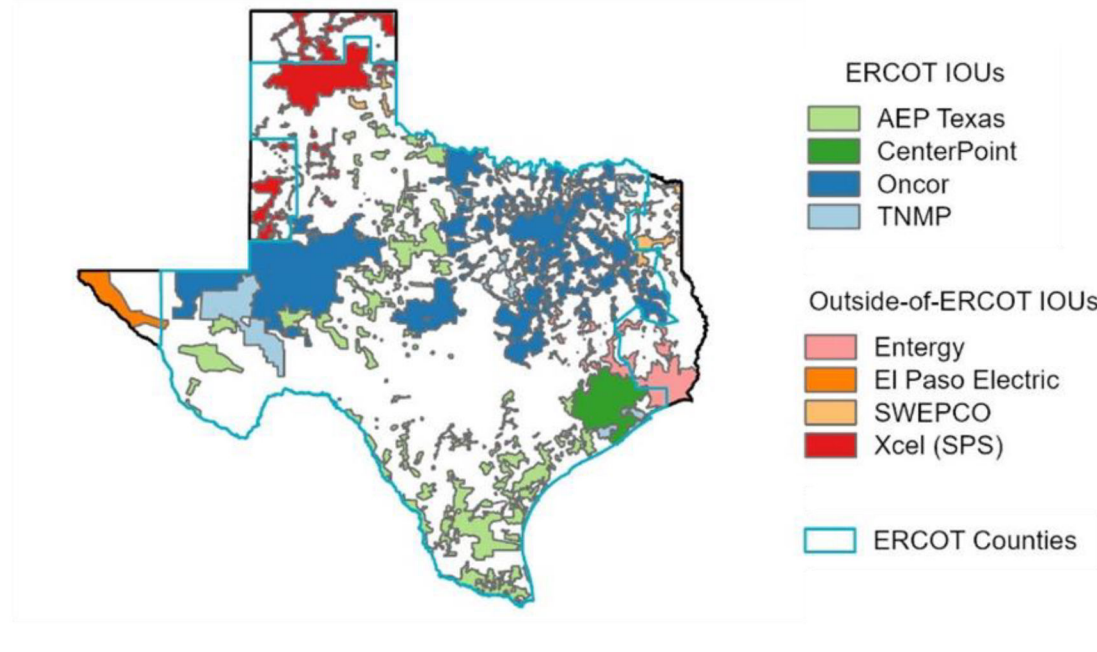 ERCOT IOUs
AEP Texas
CenterPoint
Oncor
TNMP
Outside-of-ERCOT IOUs
Entergy
El Paso Electric
SWEPCO
Xcel (SPS)
ERCOT Counties